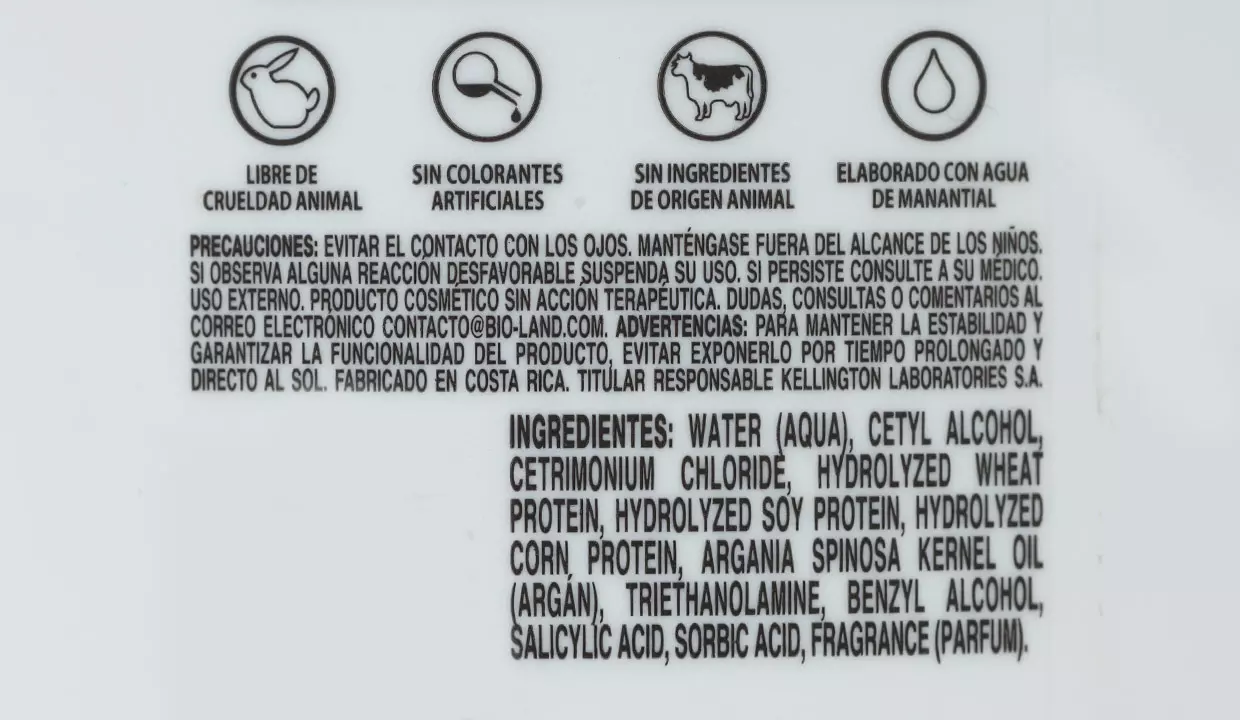 LIBRE DE
CRUELDAD ANIMAL
SIN COLORANTES
ARTIFICIALES
SIN INGREDIENTES
DE ORIGEN ANIMAL
ELABORADO CON AGUA
DE MANANTIAL
PRECAUCIONES: EVITAR EL CONTACTO CON LOS OJOS. MANTÉNGASE FUERA DEL ALCANCE DE LOS NIÑOS.
SI OBSERVA ALGUNA REACCIÓN DESFAVORABLE SUSPENDA SU USO. SI PERSISTE CONSULTE A SU MÉDICO.
USO EXTERNO. PRODUCTO COSMÉTICO SIN ACCIÓN TERAPÉUTICA. DUDAS, CONSULTAS O COMENTARIOS AL
CORREO ELECTRÓNICO CONTACTO@BIO-LAND.COM. ADVERTENCIAS: PARA MANTENER LA ESTABILIDAD Y
GARANTIZAR LA FUNCIONALIDAD DEL PRODUCTO, EVITAR EXPONERLO POR TIEMPO PROLONGADO Y
DIRECTO AL SOL. FABRICADO EN COSTA RICA. TITULAR RESPONSABLE KELLINGTON LABORATORIES S.A.
INGREDIENTES: WATER (AQUA), CETYL ALCOHOL,
CETRIMONIUM CHLORIDE, HYDROLYZED WHEAT
PROTEIN, HYDROLYZED SOY PROTEIN, HYDROLYZED
CORN PROTEIN, ARGANIA SPINOSA KERNEL OIL
(ARGÁN), TRIETHANOLAMINE, BENZYL ALCOHOL,
SALICYLIC ACID, SORBIC ACID, FRAGRANCE (PARFUM).